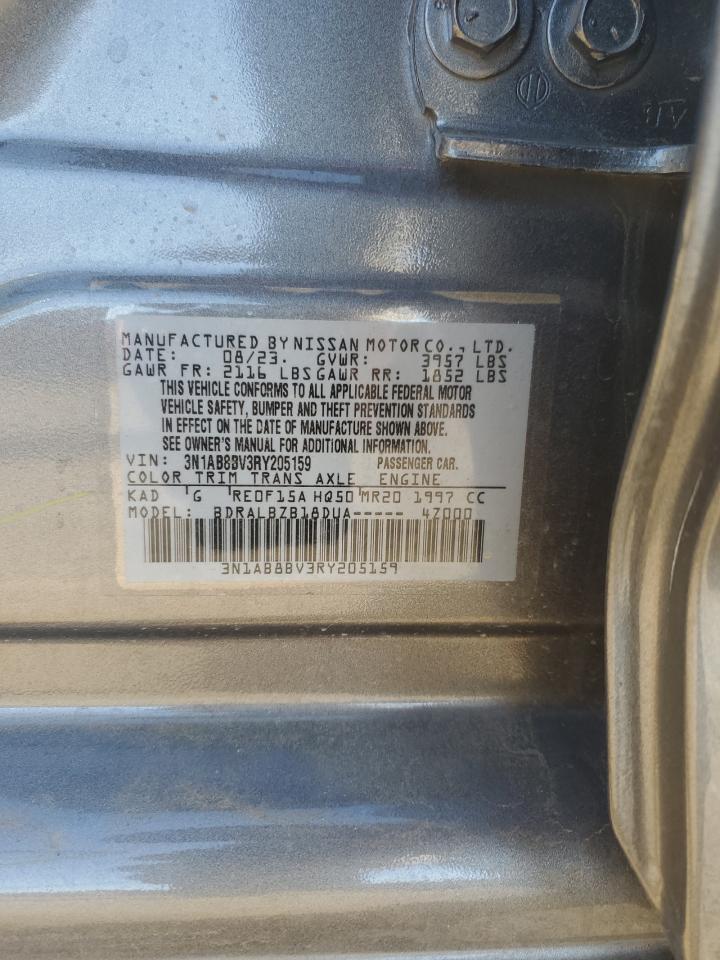 MANUFACTURED BY NISSAN MOTOR CO., LTD.
DATE: 08/23. GVWR: 3957 LBS
GAWR FR: 2116 LBS GAWR RR: 1852 LBS
THIS VEHICLE CONFORMS TO ALL APPLICABLE FEDERAL MOTOR
VEHICLE SAFETY, BUMPER AND THEFT PREVENTION STANDARDS
IN EFFECT ON THE DATE OF MANUFACTURE SHOWN ABOVE.
SEE OWNER'S MANUAL FOR ADDITIONAL INFORMATION.
VIN: 3N1AB8BV3RY205159 PASSENGER CAR.
COLOR TRIM TRANS AXLE ENGINE
KAD G RE0F15A HQ50 MR20 1997 CC
MODEL: BDRALBZB18DUA----- 4Z000
3N1AB8BV3RY205159